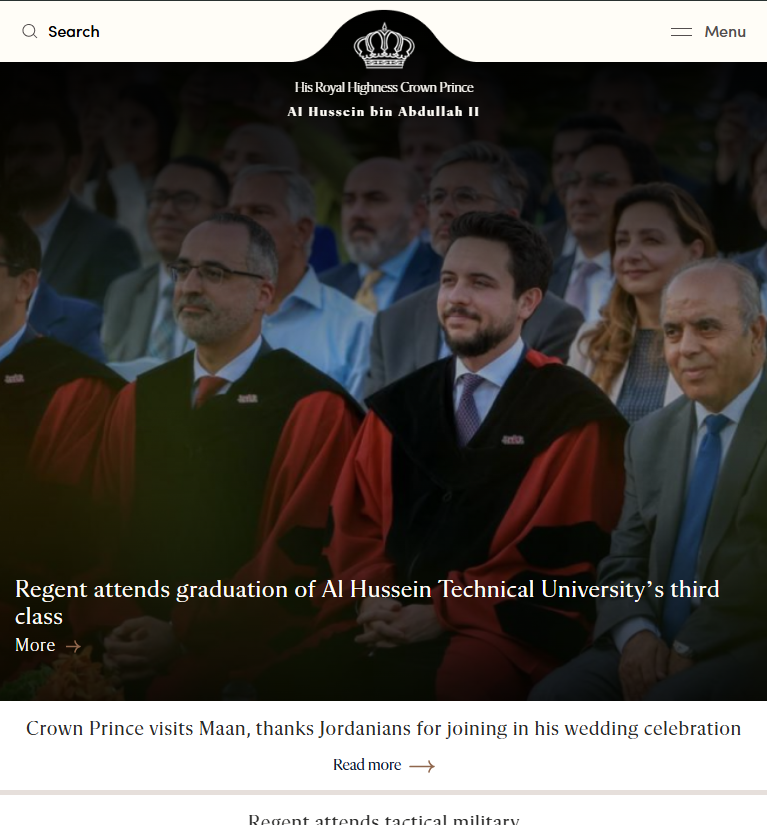 Search
Menu
His Royal Highness Crown Prince
Al Hussein bin Abdullah II
Regent attends graduation of Al Hussein Technical University’s third
class
More
Crown Prince visits Maan, thanks Jordanians for joining in his wedding celebration
Read more
Regent attends tactical military